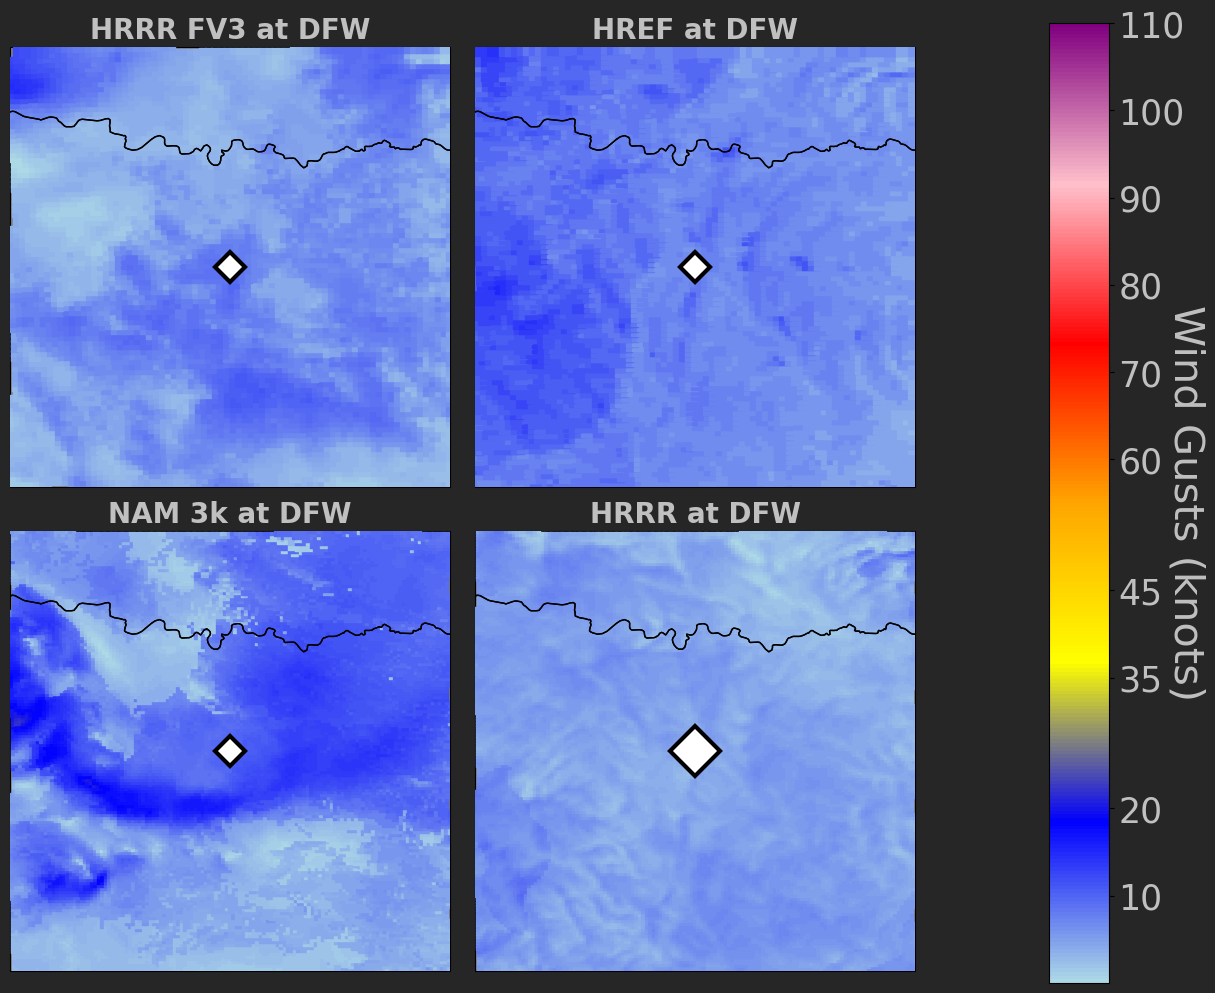 HRRR FV3 at DFW
HREF at DFW
NAM 3k at DFW
HRRR at DFW
110
100
90
80
70
60
45
35
20
10
Wind Gusts (knots)